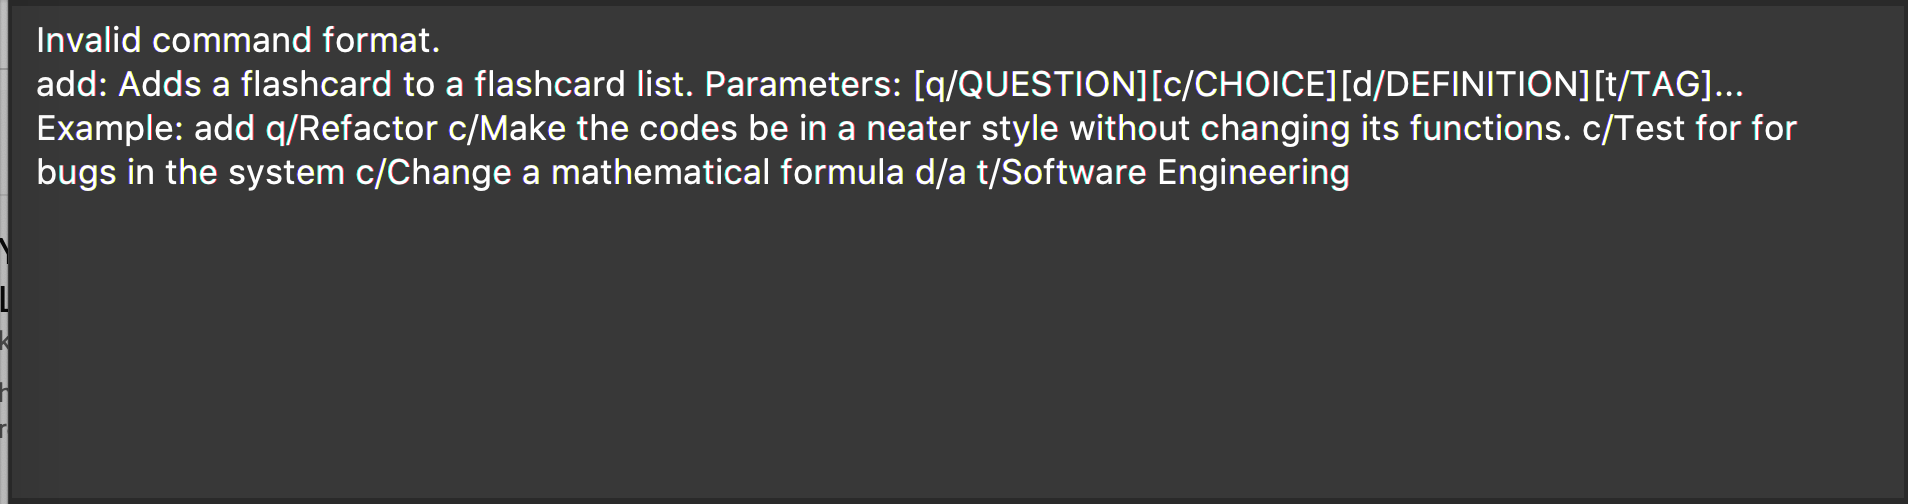 Invalid command format.
add: Adds a flashcard to a flashcard list. Parameters: [q/QUESTION][c/CHOICE][d/DEFINITION][t/TAG]...
Example: add q/Refactor c/Make the codes be in a neater style without changing its functions. c/Test for for
bugs in the system c/Change a mathematical formula d/a t/Software Engineering